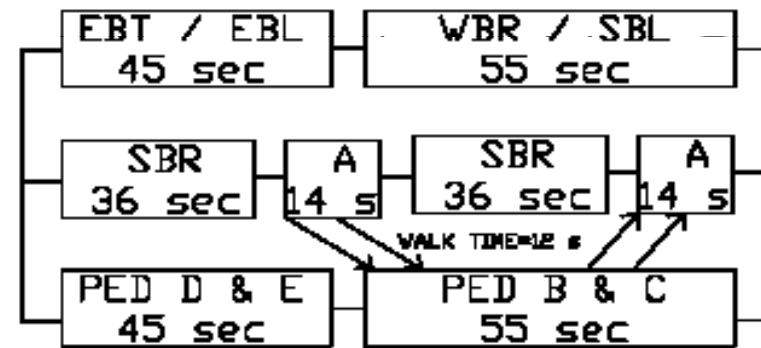 EBT / EBL
45 sec
WBR / SBL
55 sec
SBR
36 sec
A
14 s
SBR
36 sec
A
14 s
WALK TIME=12 s
PED D & E
45 sec
PED B & C
55 sec